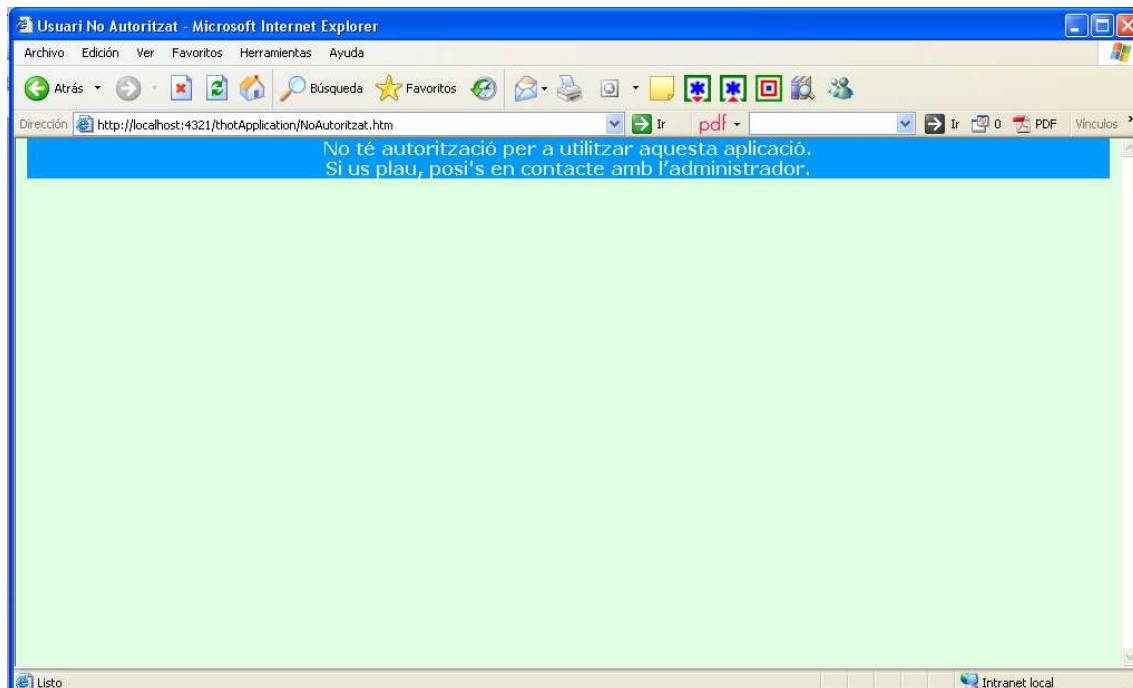 Usuari No Autoritzat - Microsoft Internet Explorer
Archivo Edición Ver Favoritos Herramientas Ayuda
Atrás Búsqueda Favoritos
Dirección http://localhost:4321/thotApplication/NoAutoritzat.htm Ir pdf Ir 0 PDF Vínculos
No té autorització per a utilitzar aquesta aplicació.
Si us plau, posi's en contacte amb l'administrador.
Listo Intranet local